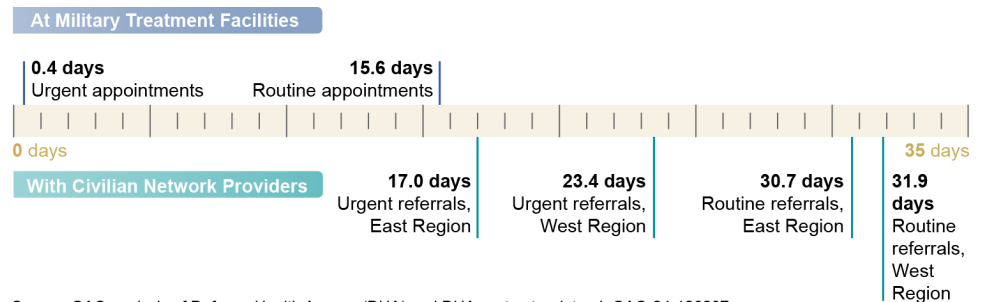 At Military Treatment Facilities
0.4 days
Urgent appointments
15.6 days
Routine appointments
0 days
35 days
With Civilian Network Providers
17.0 days
Urgent referrals,
East Region
23.4 days
Urgent referrals,
West Region
30.7 days
Routine referrals,
East Region
31.9
days
Routine
referrals,
West
Region